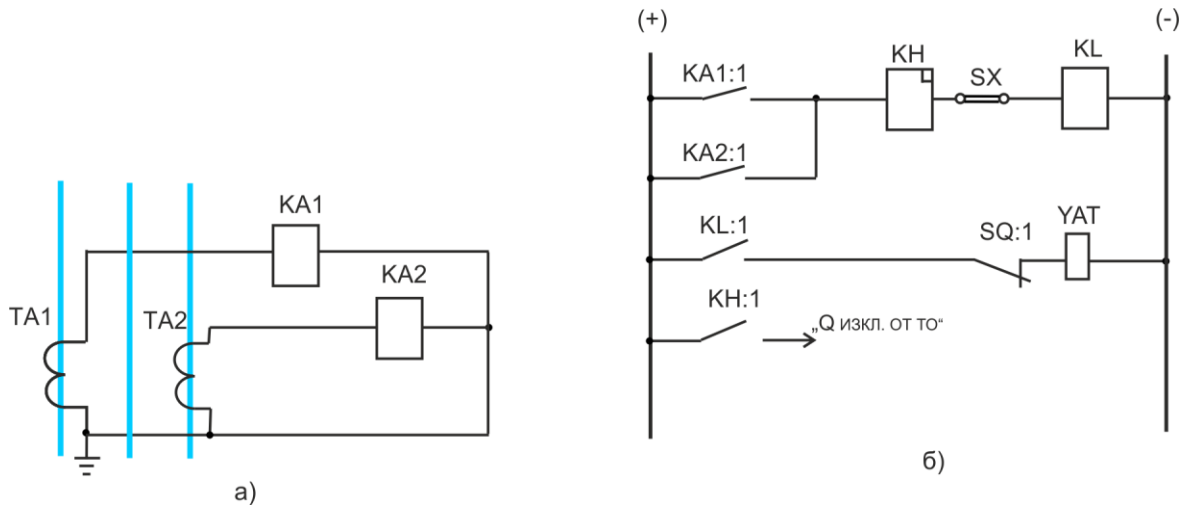 KA1
KA2
TA1
TA2
а)
(+)
(-)
KA1:1
KH
SX
KL
KA2:1
KL:1
SQ:1
YAT
KH:1
„Q ИЗКЛ. ОТ ТО“
б)